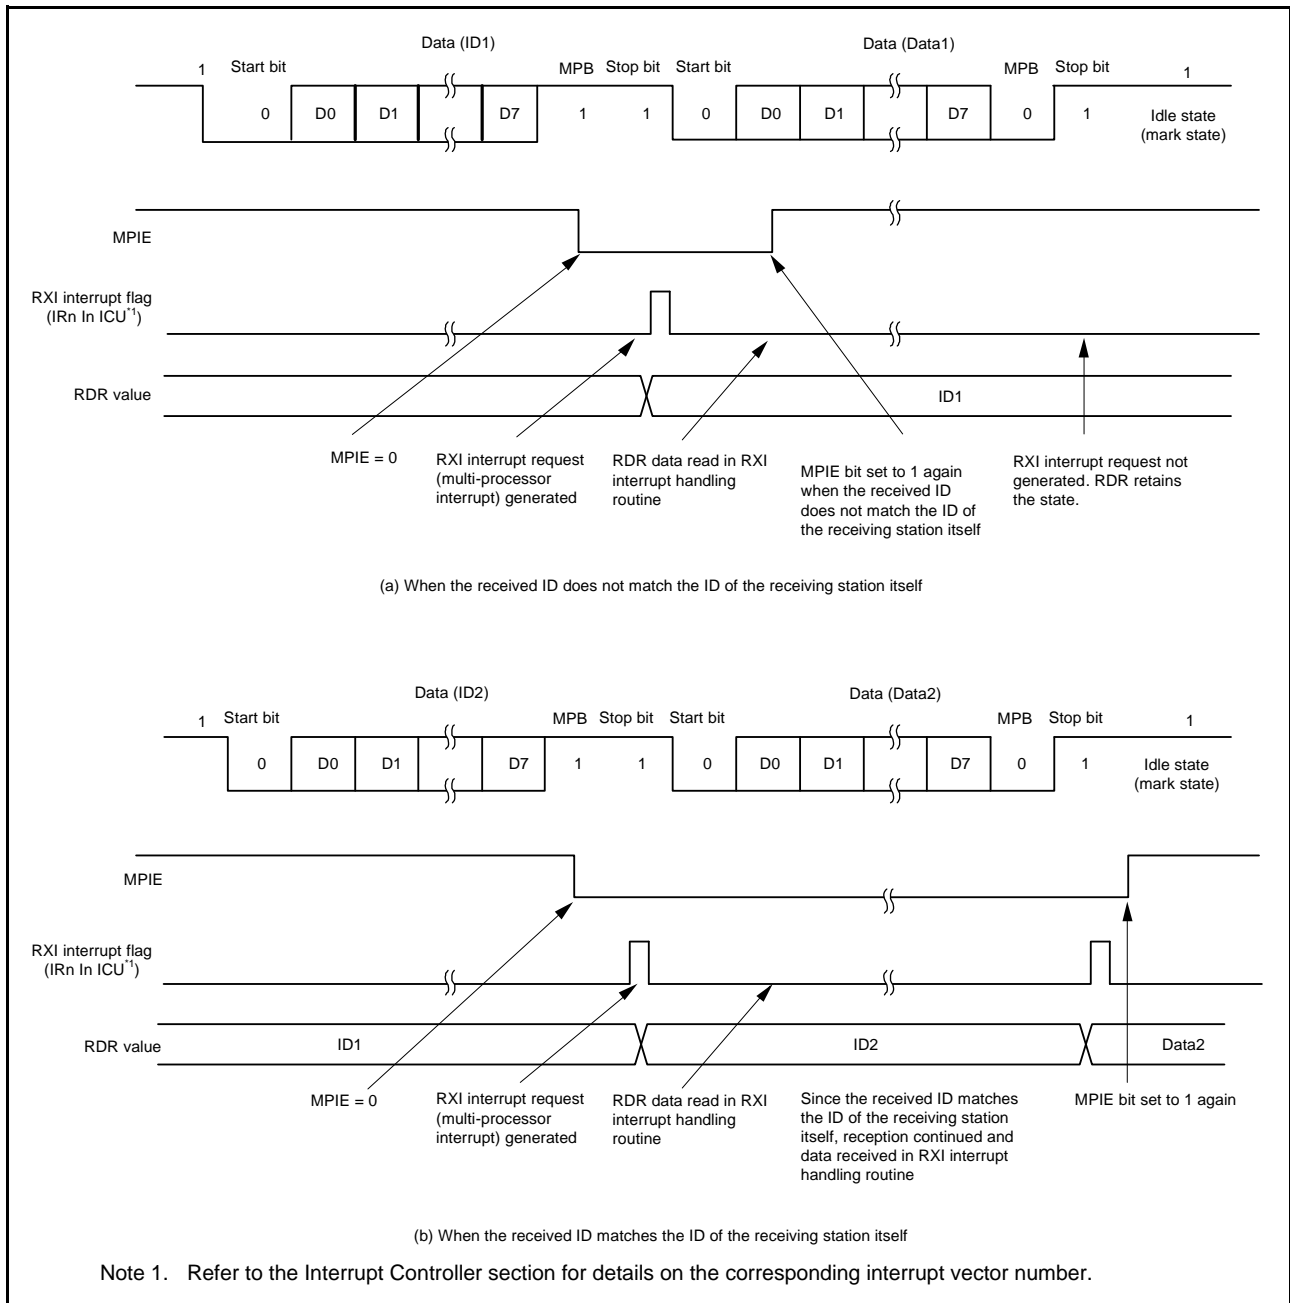 Data (ID1)
Data (Data1)
1 Start bit MPB Stop bit Start bit MPB Stop bit 1
0 D0 D1 D7 1 1 0 D0 D1 D7 0 1 Idle state
(mark state)
MPIE
RXI interrupt flag
(IRn In ICU*1)
RDR value
ID1
MPIE = 0
RXI interrupt request
(multi-processor
interrupt) generated
RDR data read in RXI
interrupt handling
routine
MPIE bit set to 1 again
when the received ID
does not match the ID of
the receiving station itself
RXI interrupt request not
generated. RDR retains
the state.
(a) When the received ID does not match the ID of the receiving station itself
Data (ID2)
Data (Data2)
1 Start bit MPB Stop bit Start bit MPB Stop bit 1
0 D0 D1 D7 1 1 0 D0 D1 D7 0 1 Idle state
(mark state)
MPIE
RXI interrupt flag
(IRn In ICU*1)
RDR value
ID1
ID2
Data2
MPIE = 0
RXI interrupt request
(multi-processor
interrupt) generated
RDR data read in RXI
interrupt handling
routine
Since the received ID matches
the ID of the receiving station
itself, reception continued and
data received in RXI interrupt
handling routine
MPIE bit set to 1 again
(b) When the received ID matches the ID of the receiving station itself
Note 1. Refer to the Interrupt Controller section for details on the corresponding interrupt vector number.